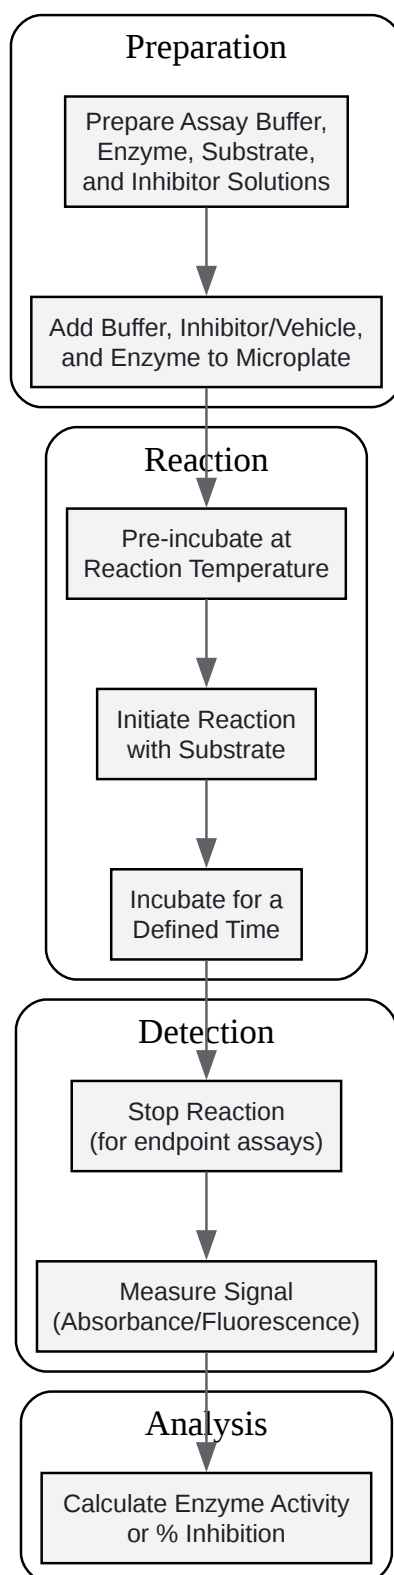 Preparation
Prepare Assay Buffer,
Enzyme, Substrate,
and Inhibitor Solutions
Add Buffer, Inhibitor/Vehicle,
and Enzyme to Microplate
Reaction
Pre-incubate at
Reaction Temperature
Initiate Reaction
with Substrate
Incubate for a
Defined Time
Detection
Stop Reaction
(for endpoint assays)
Measure Signal
(Absorbance/Fluorescence)
Analysis
Calculate Enzyme Activity
or % Inhibition